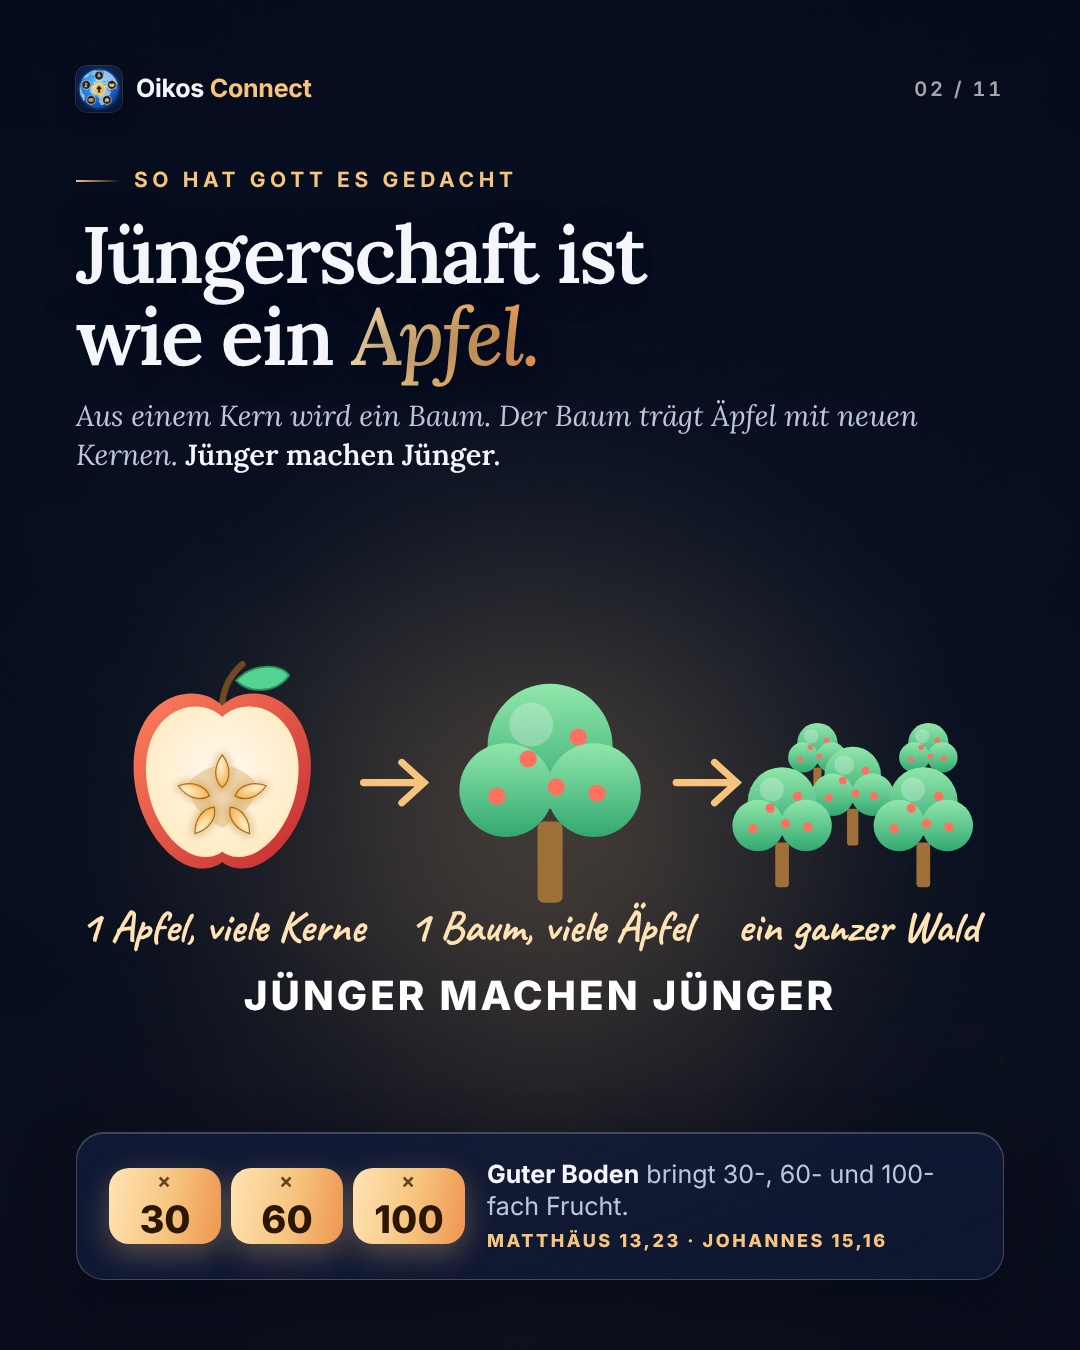 Oikos Connect
02 / 11
SO HAT GOTT ES GEDACHT
Jüngerschaft ist
wie ein Apfel.
Aus einem Kern wird ein Baum. Der Baum trägt Äpfel mit neuen
Kernen. Jünger machen Jünger.
1 Apfel, viele Kerne
1 Baum, viele Äpfel
ein ganzer Wald
JÜNGER MACHEN JÜNGER
× 30
× 60
× 100
Guter Boden bringt 30-, 60- und 100-
fach Frucht.
MATTHÄUS 13,23 · JOHANNES 15,16